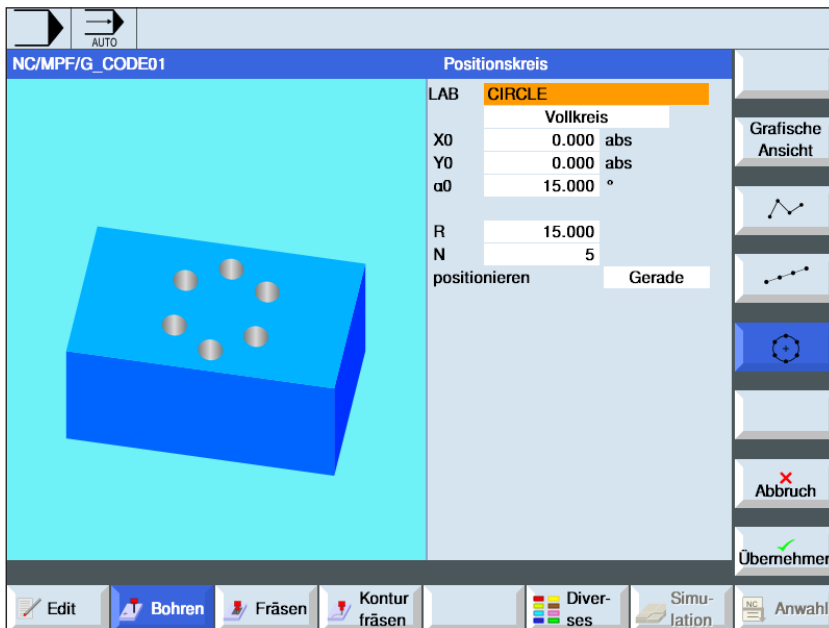 AUTO
NC/MPF/G_CODE01
Positionskreis
LAB CIRCLE
Vollkreis
X0 0.000 abs
Y0 0.000 abs
α0 15.000 °
R 15.000
N 5
positionieren Gerade
Grafische
Ansicht
Abbruch
Übernehmen
Edit
Bohren
Fräsen
Kontur
fräsen
Diver-
ses
Simu-
lation
NC
Anwahl